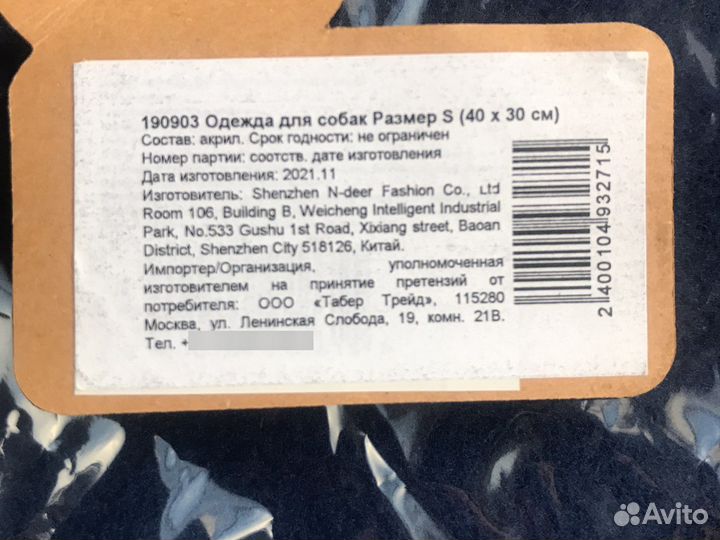 190903 Одежда для собак Размер S (40 x 30 см)
Состав: акрил. Срок годности: не ограничен
Номер партии: соотств. дате изготовления
Дата изготовления: 2021.11
Изготовитель: Shenzhen N-deer Fashion Co., Ltd
Room 106, Building B, Weicheng Intelligent Industrial
Park, No.533 Gushu 1st Road, Xixiang street, Baoan
District, Shenzhen City 518126, Китай.
Импортер/Организация, уполномоченная
изготовителем на принятие претензий от
потребителя: ООО «Табер Трейд», 115280
Москва, ул. Ленинская Слобода, 19, комн. 21В.
Тел. +
2 400104 932715
Avito